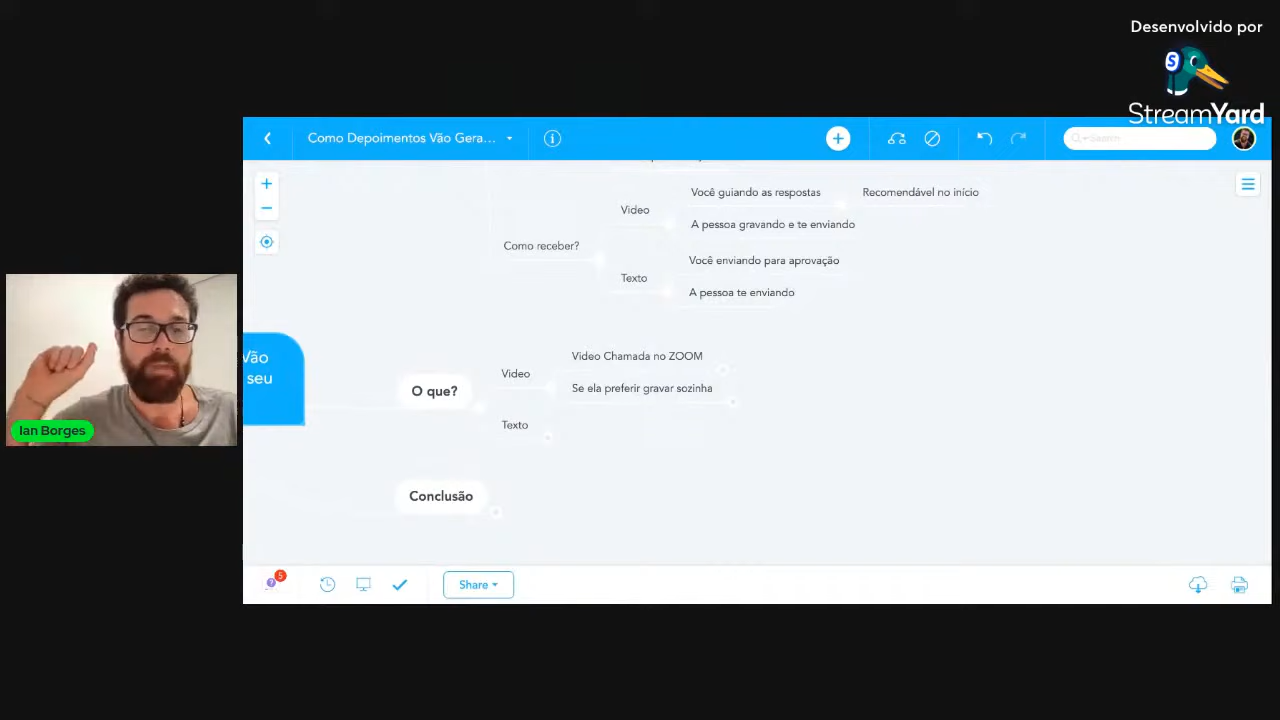 Desenvolvido por
StreamYard
Como Depoimentos Vão Gera...
Search
Você guiando as respostas
Recomendável no início
Video
A pessoa gravando e te enviando
Como receber?
Você enviando para aprovação
Texto
A pessoa te enviando
Vão
seu
Video Chamada no ZOOM
Video
Se ela preferir gravar sozinha
O que?
Texto
Ian Borges
Conclusão
5
Share